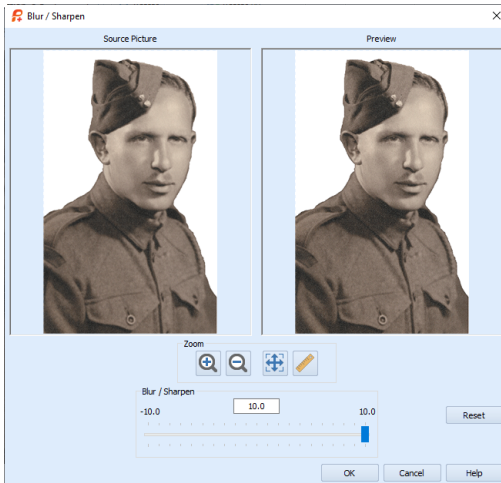 Blur / Sharpen
Source Picture
Preview
Zoom
Blur / Sharpen
-10.0
10.0
10.0
Reset
OK
Cancel
Help